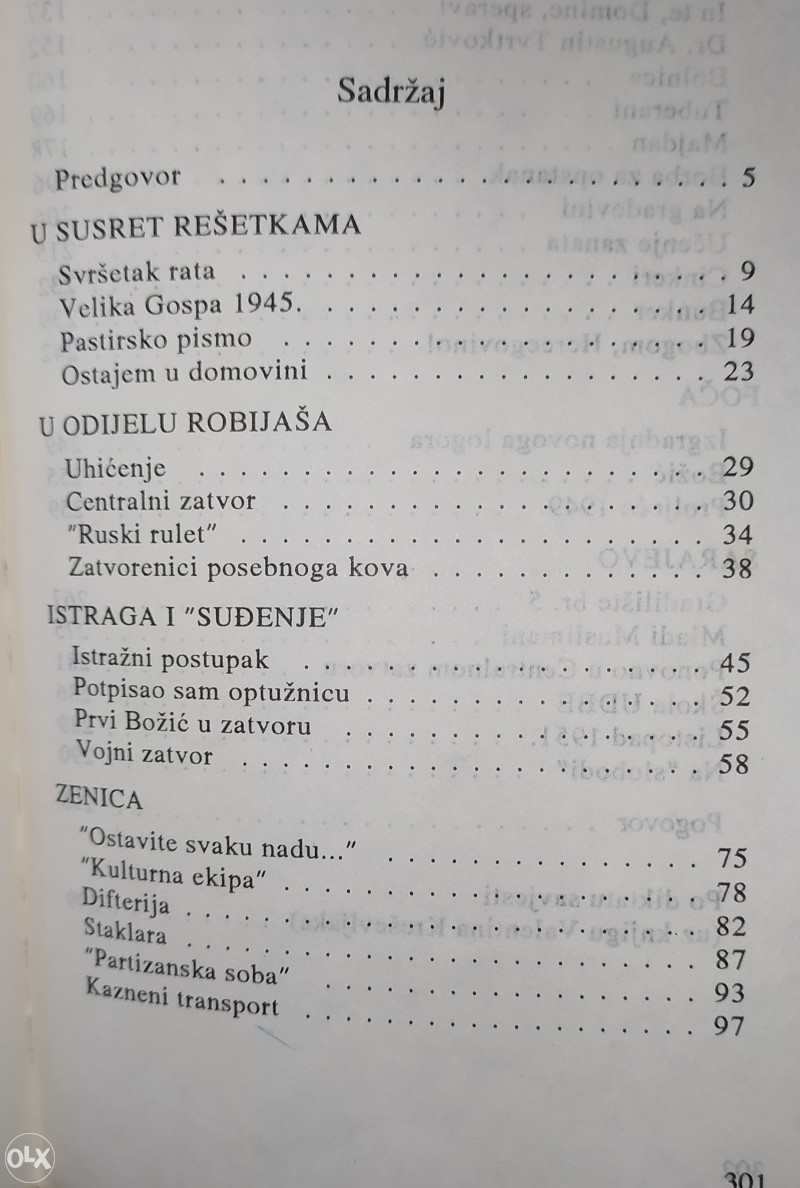 Sadržaj
Predgovor . . . . . . . . . . . . . . . . . . . . . . . . 5
U SUSRET REŠETKAMA
Svršetak rata . . . . . . . . . . . . . . . . . . . . . . . 9
Velika Gospa 1945. . . . . . . . . . . . . . . . . . . 14
Pastirsko pismo . . . . . . . . . . . . . . . . . . . . 19
Ostajem u domovini . . . . . . . . . . . . . . . . . . 23
U ODIJELU ROBIJAŠA
Uhićenje . . . . . . . . . . . . . . . . . . . . . . . . 29
Centralni zatvor . . . . . . . . . . . . . . . . . . . . 30
"Ruski rulet" . . . . . . . . . . . . . . . . . . . . . . 34
Zatvorenici posebnoga kova . . . . . . . . . . . . . 38
ISTRAGA I "SUĐENJE"
Istražni postupak . . . . . . . . . . . . . . . . . . . 45
Potpisao sam optužnicu . . . . . . . . . . . . . . . . 52
Prvi Božić u zatvoru . . . . . . . . . . . . . . . . . 55
Vojni zatvor . . . . . . . . . . . . . . . . . . . . . . 58
ZENICA
"Ostavite svaku nadu..." . . . . . . . . . . . . . . . 75
"Kulturna ekipa" . . . . . . . . . . . . . . . . . . . . 78
Difterija . . . . . . . . . . . . . . . . . . . . . . . . 82
Staklara . . . . . . . . . . . . . . . . . . . . . . . . 87
"Partizanska soba" . . . . . . . . . . . . . . . . . . 93
Kazneni transport . . . . . . . . . . . . . . . . . . . 97
301
OLX